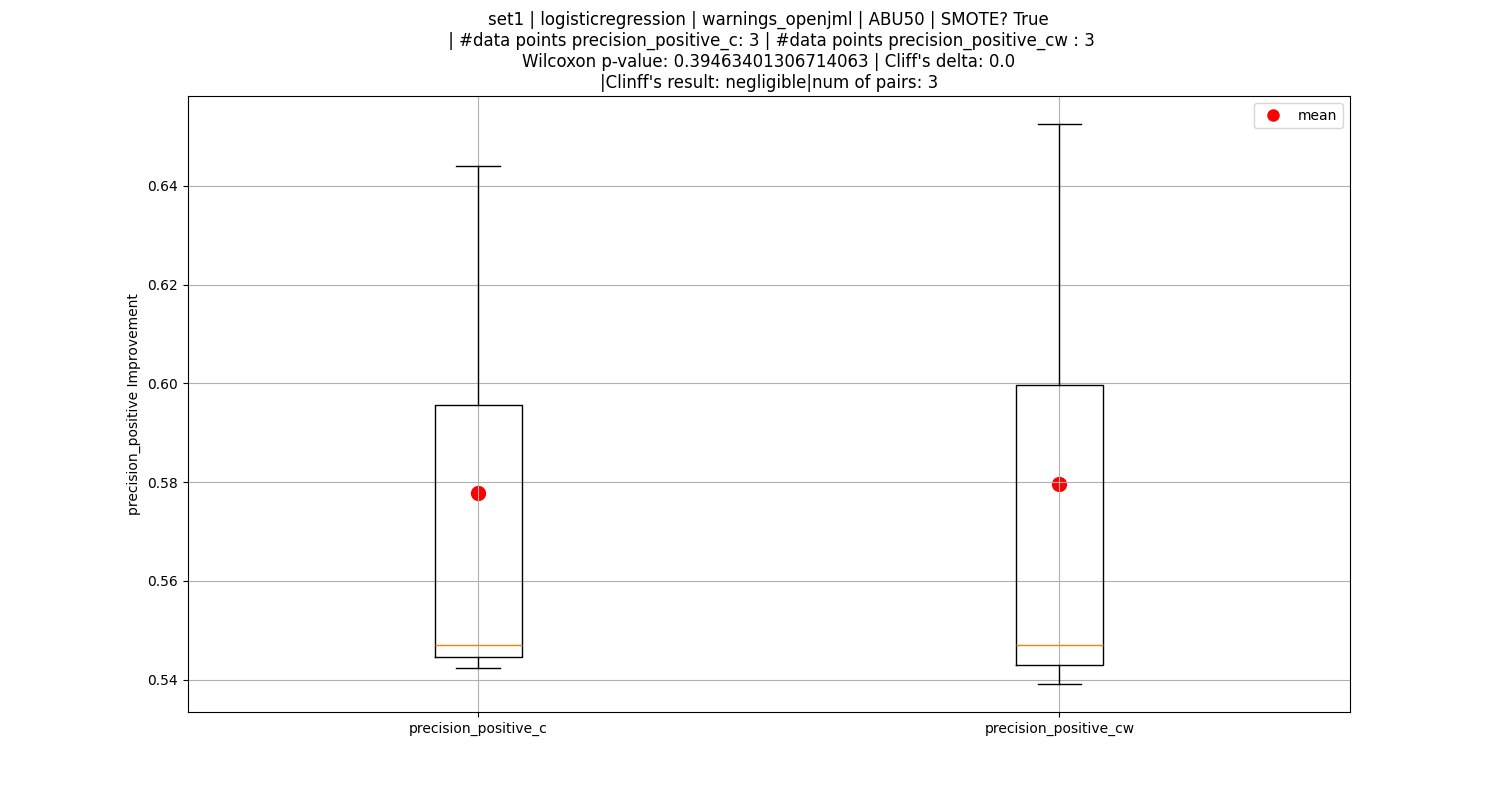 set1 | logisticregression | warnings_openjml | ABU50 | SMOTE? True
| #data points precision_positive_c: 3 | #data points precision_positive_cw : 3
Wilcoxon p-value: 0.39463401306714063 | Cliff's delta: 0.0
|Clinff's result: negligible|num of pairs: 3
mean
precision_positive Improvement
0.64
0.62
0.60
0.58
0.56
0.54
precision_positive_c
precision_positive_cw